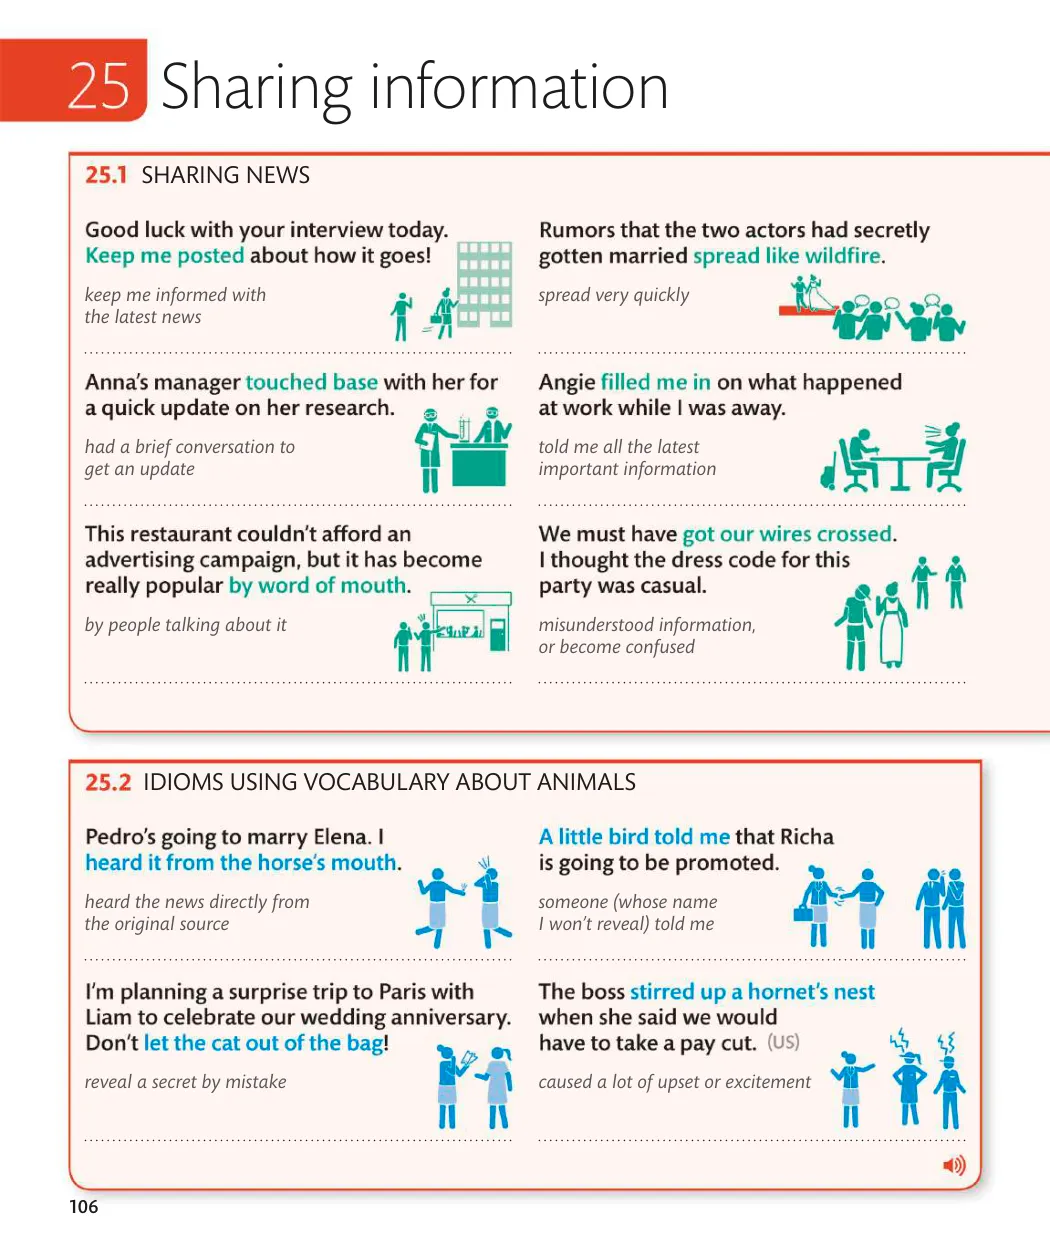 25 Sharing information
25.1 SHARING NEWS
Good luck with your interview today.
Keep me posted about how it goes!
keep me informed with
the latest news
Rumors that the two actors had secretly
gotten married spread like wildfire.
spread very quickly
Anna’s manager touched base with her for
a quick update on her research.
had a brief conversation to
get an update
Angie filled me in on what happened
at work while I was away.
told me all the latest
important information
This restaurant couldn’t afford an
advertising campaign, but it has become
really popular by word of mouth.
by people talking about it
We must have got our wires crossed.
I thought the dress code for this
party was casual.
misunderstood information,
or become confused
25.2 IDIOMS USING VOCABULARY ABOUT ANIMALS
Pedro’s going to marry Elena. I
heard it from the horse’s mouth.
heard the news directly from
the original source
A little bird told me that Richa
is going to be promoted.
someone (whose name
I won’t reveal) told me
I’m planning a surprise trip to Paris with
Liam to celebrate our wedding anniversary.
Don’t let the cat out of the bag!
reveal a secret by mistake
The boss stirred up a hornet’s nest
when she said we would
have to take a pay cut. (US)
caused a lot of upset or excitement
106